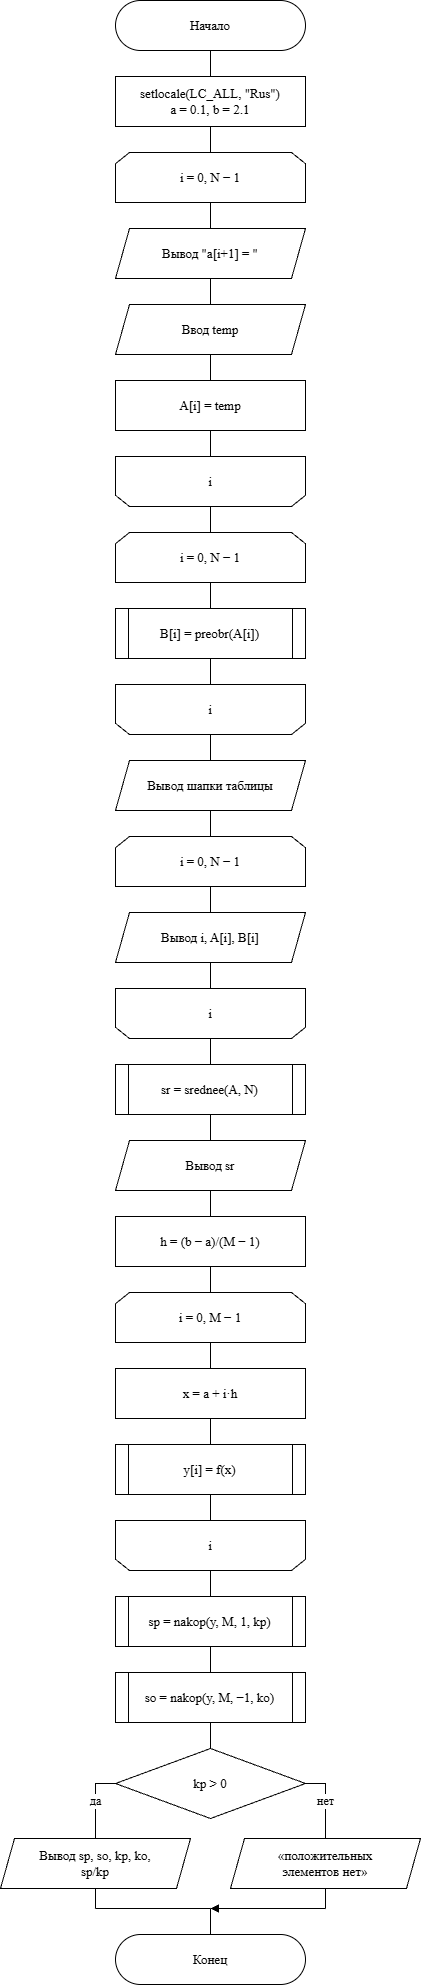 Начало
setlocale(LC_ALL, "Rus")
a = 0.1, b = 2.1
i = 0, N − 1
Вывод "a[i+1] = "
Ввод temp
A[i] = temp
i
i = 0, N − 1
B[i] = preobr(A[i])
i
Вывод шапки таблицы
i = 0, N − 1
Вывод i, A[i], B[i]
i
sr = srednee(A, N)
Вывод sr
h = (b − a)/(M − 1)
i = 0, M − 1
x = a + i·h
y[i] = f(x)
i
sp = nakop(y, M, 1, kp)
so = nakop(y, M, −1, ko)
kp > 0
да
нет
Вывод sp, so, kp, ko,
sp/kp
«положительных
элементов нет»
Конец